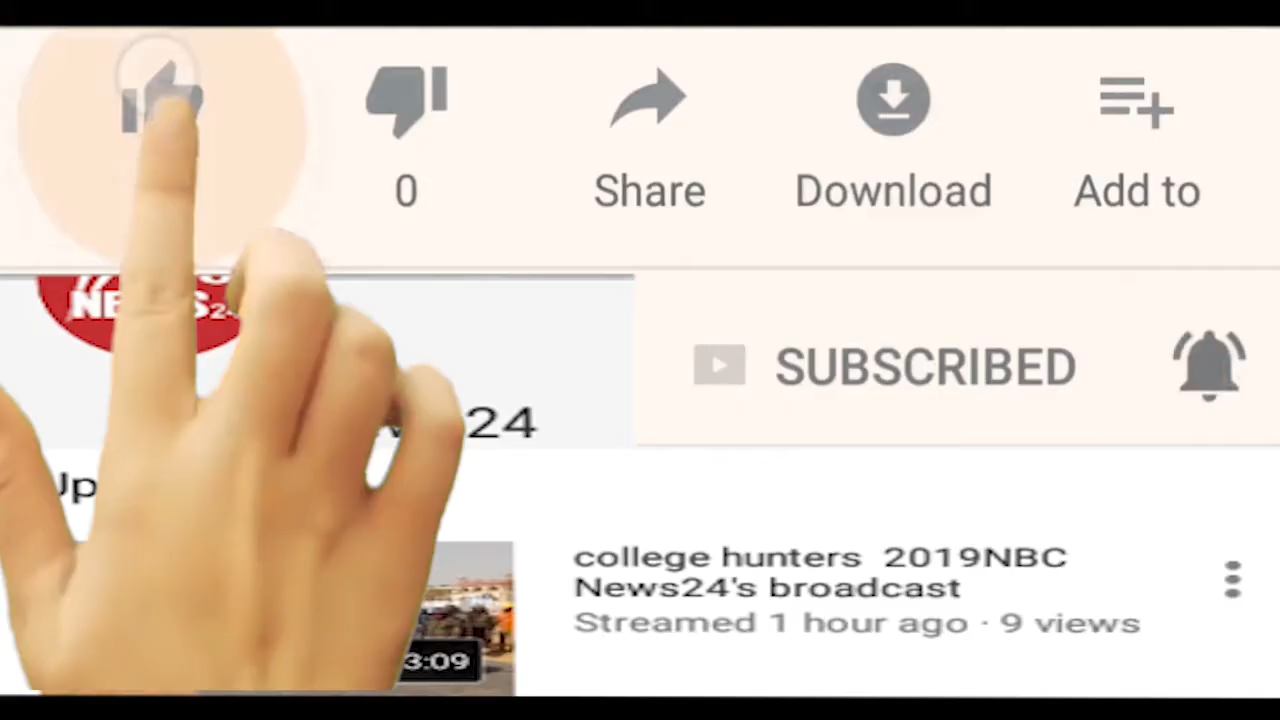 0
Share
Download
Add to
SUBSCRIBED
24
college hunters 2019NBC
News24's broadcast
Streamed 1 hour ago · 9 views
3:09